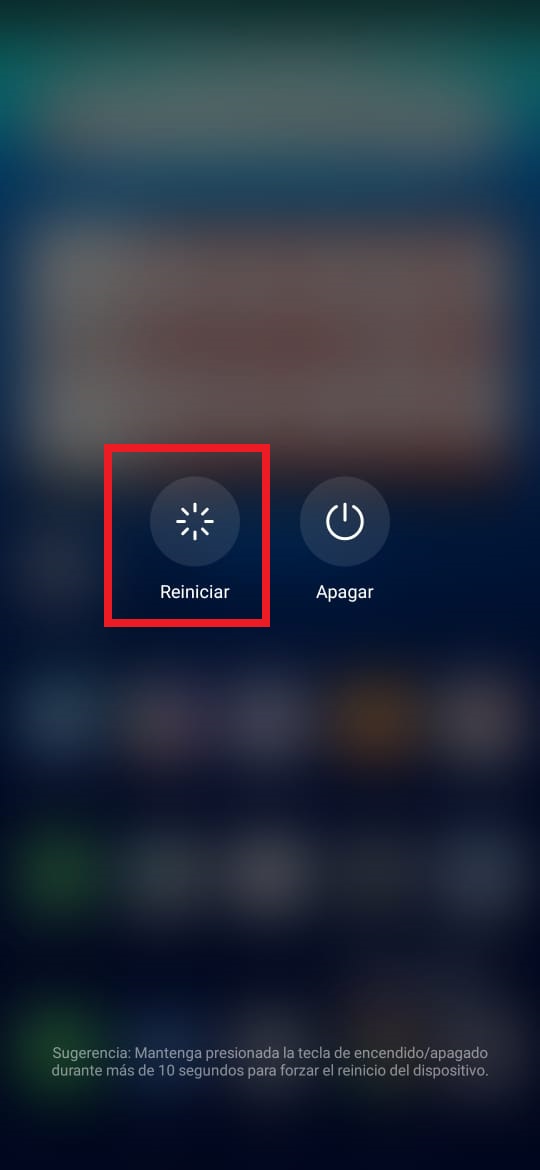 Reiniciar
Apagar
Sugerencia: Mantenga presionada la tecla de encendido/apagado
durante más de 10 segundos para forzar el reinicio del dispositivo.